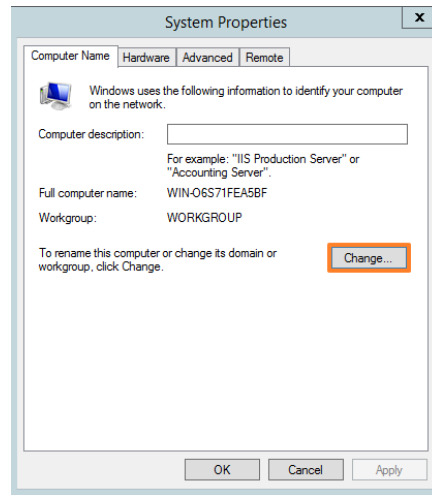 System Properties
x
Computer Name Hardware Advanced Remote
Windows uses the following information to identify your computer
on the network.
Computer description:
For example: "IIS Production Server" or
"Accounting Server".
Full computer name: WIN-O6S71FEA5BF
Workgroup: WORKGROUP
To rename this computer or change its domain or
workgroup, click Change.
Change...
OK Cancel Apply